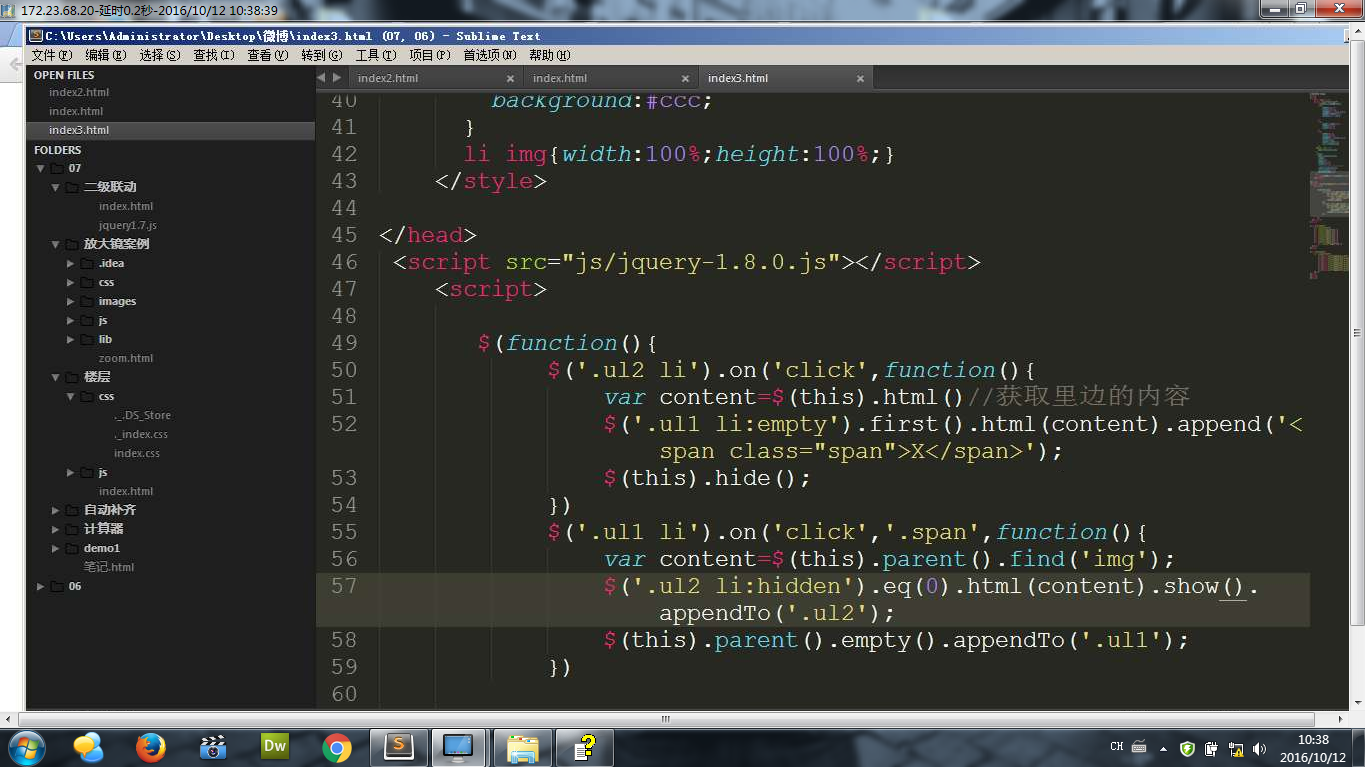 172.23.68.20-延时0.2秒-2016/10/12 10:38:39
C:\Users\Administrator\Desktop\微博\index3.html (07, 06) - Sublime Text
文件(F) 编辑(E) 选择(S) 查找(I) 查看(V) 转到(G) 工具(T) 项目(P) 首选项(N) 帮助(H)
OPEN FILES
index2.html
index.html
index3.html
FOLDERS
07
二级联动
index.html
jquery1.7.js
放大镜案例
.idea
css
images
js
lib
zoom.html
楼层
css
._.DS_Store
._index.css
index.css
js
index.html
自动补齐
计算器
demo1
笔记.html
06
index2.html × index.html × index3.html ×
40 background:#ccc;
41 }
42 li img{width:100%;height:100%;}
43 </style>
44
45 </head>
46 <script src="js/jquery-1.8.0.js"></script>
47 <script>
48
49 $(function(){
50 $('.ul2 li').on('click',function(){
51 var content=$(this).html()//获取里边的内容
52 $('.ul1 li:empty').first().html(content).append('<
span class="span">X</span>');
53 $(this).hide();
54 })
55 $('.ul1 li').on('click','.span',function(){
56 var content=$(this).parent().find('img');
57 $('.ul2 li:hidden').eq(0).html(content).show().
appendTo('.ul2');
58 $(this).parent().empty().appendTo('.ul1');
59 })
60
Dw
S
CH
10:38
2016/10/12